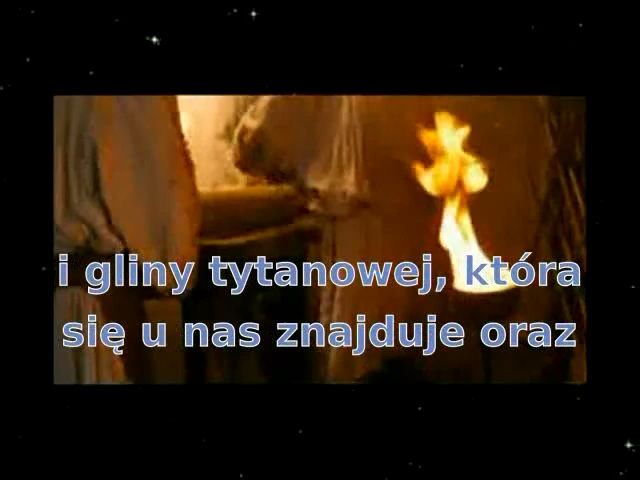 i gliny tytanowej, która
się u nas znajduje oraz